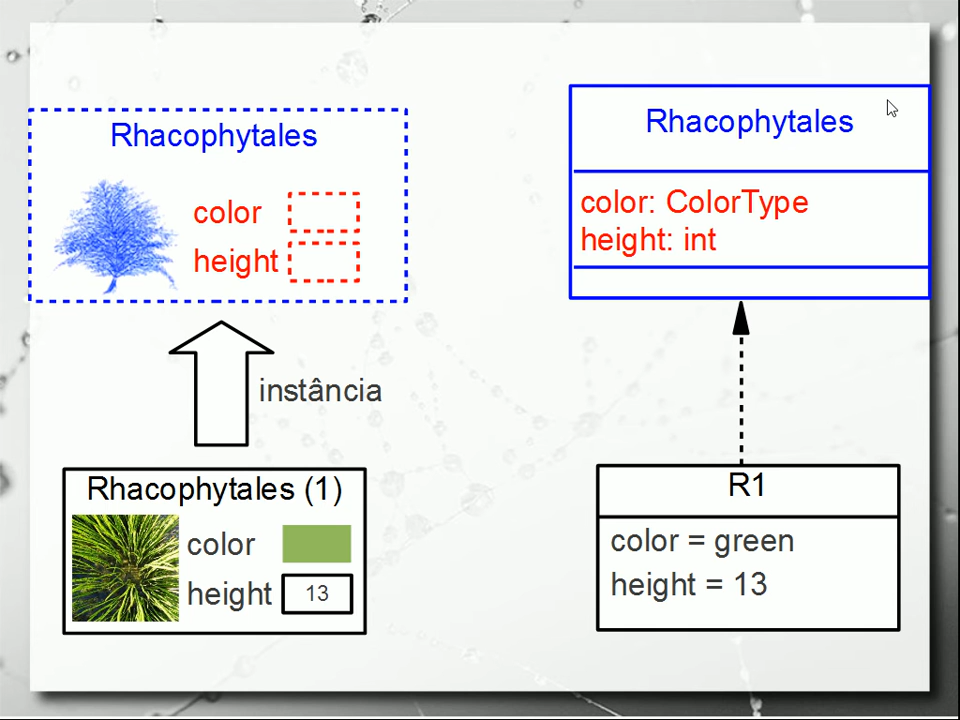 Rhacophytales
color
height
instância
Rhacophytales (1)
color
height 13
Rhacophytales
color: ColorType
height: int
R1
color = green
height = 13